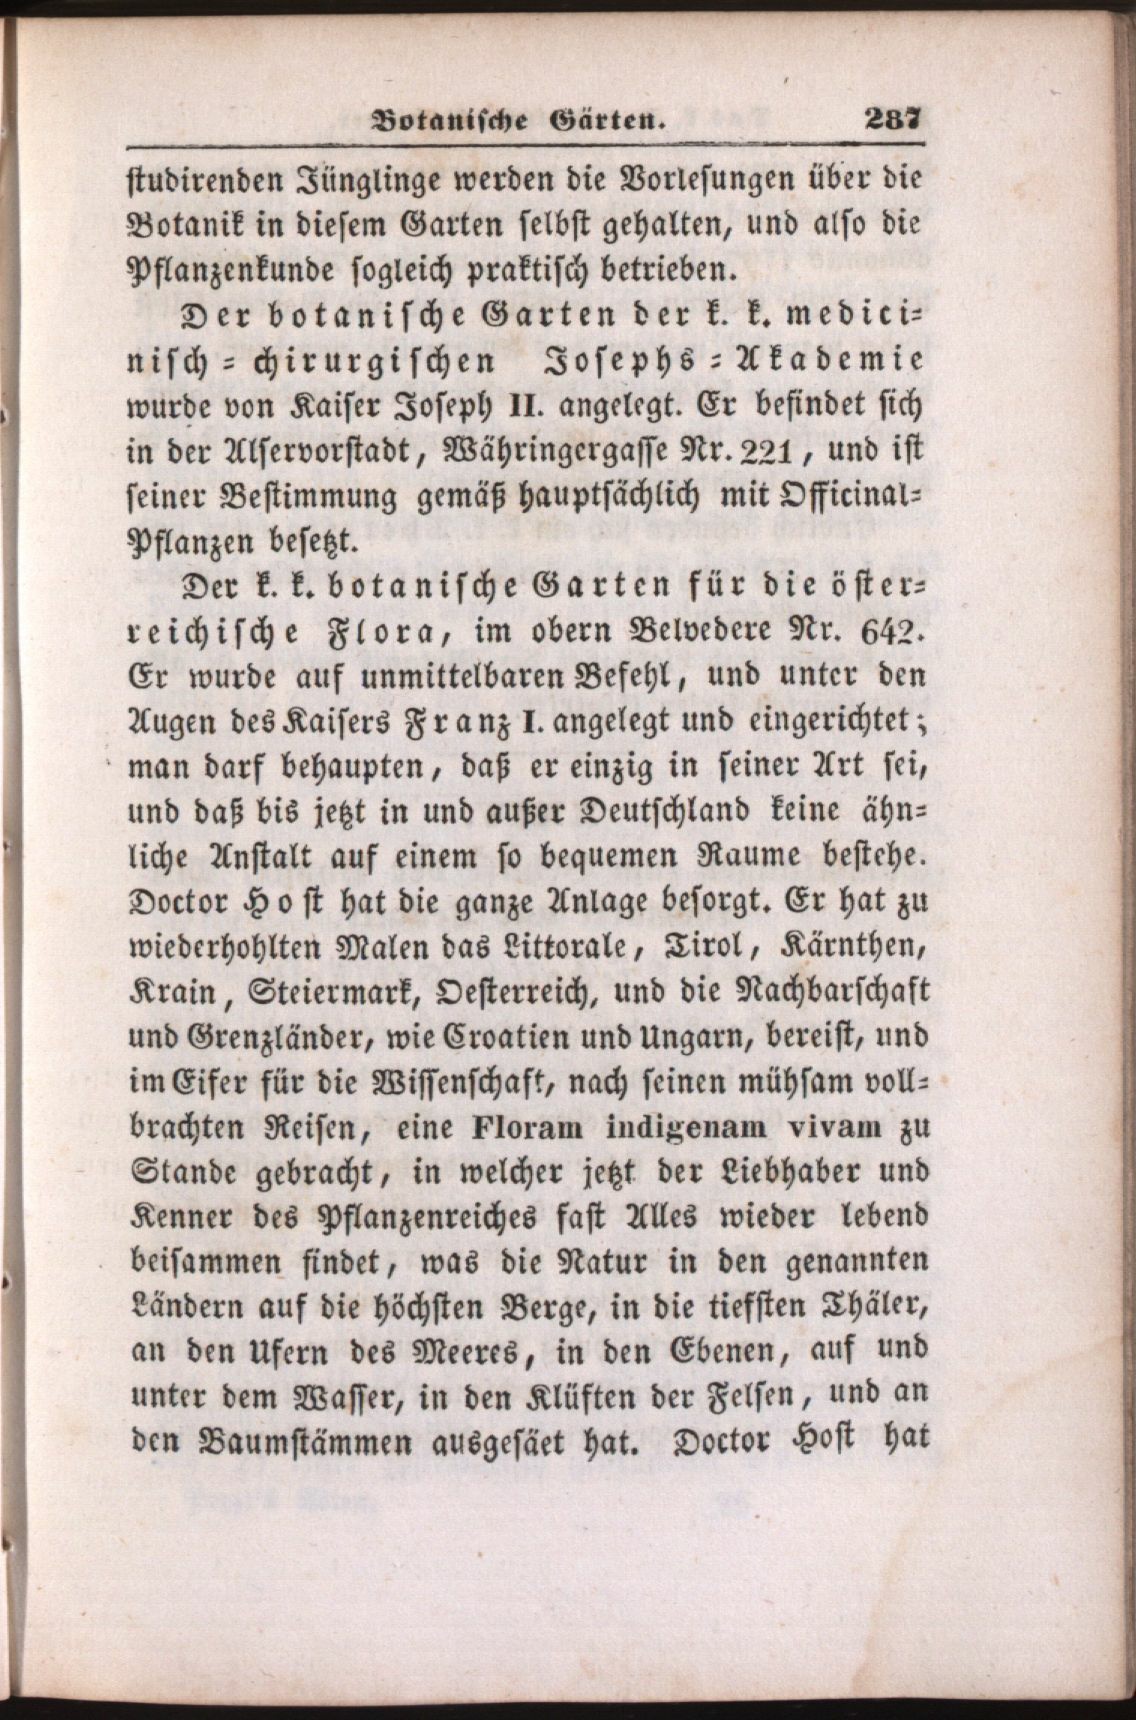 Botanische Gärten. 287
studirenden Jünglinge werden die Vorlesungen über die
Botanik in diesem Garten selbst gehalten, und also die
Pflanzenkunde sogleich praktisch betrieben.
Der botanische Garten der k. k. medici-
nisch-chirurgischen Josephs-Akademie
wurde von Kaiser Joseph II. angelegt. Er befindet sich
in der Alservorstadt, Währingergasse Nr. 221, und ist
seiner Bestimmung gemäß hauptsächlich mit Officinal-
Pflanzen besetzt.
Der k. k. botanische Garten für die öster-
reichische Flora, im obern Belvedere Nr. 642.
Er wurde auf unmittelbaren Befehl, und unter den
Augen des Kaisers Franz I. angelegt und eingerichtet;
man darf behaupten, daß er einzig in seiner Art sei,
und daß bis jetzt in und außer Deutschland keine ähn-
liche Anstalt auf einem so bequemen Raume bestehe.
Doctor Host hat die ganze Anlage besorgt. Er hat zu
wiederhohlten Malen das Littorale, Tirol, Kärnthen,
Krain, Steiermark, Oesterreich, und die Nachbarschaft
und Grenzländer, wie Croatien und Ungarn, bereist, und
im Eifer für die Wissenschaft, nach seinen mühsam voll-
brachten Reisen, eine Floram indigenam vivam zu
Stande gebracht, in welcher jetzt der Liebhaber und
Kenner des Pflanzenreiches fast Alles wieder lebend
beisammen findet, was die Natur in den genannten
Ländern auf die höchsten Berge, in die tiefsten Thäler,
an den Ufern des Meeres, in den Ebenen, auf und
unter dem Wasser, in den Klüften der Felsen, und an
den Baumstämmen ausgesäet hat. Doctor Host hat